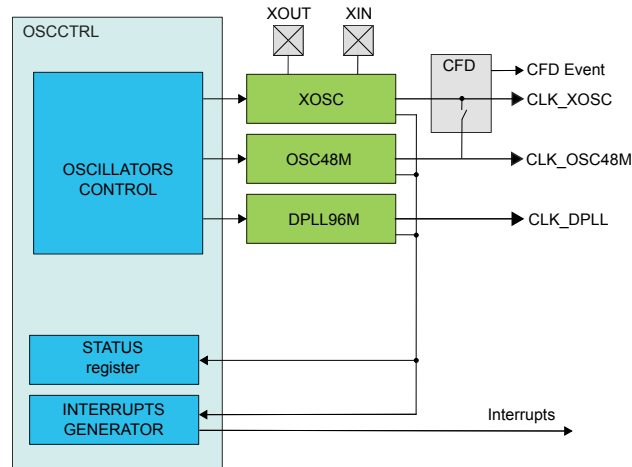 XOUT
XIN
OSCCTRL
CFD
CFD Event
XOSC
CLK_XOSC
OSC48M
CLK_OSC48M
OSCILLATORS
CONTROL
DPLL96M
CLK_DPLL
STATUS
register
INTERRUPTS
GENERATOR
Interrupts